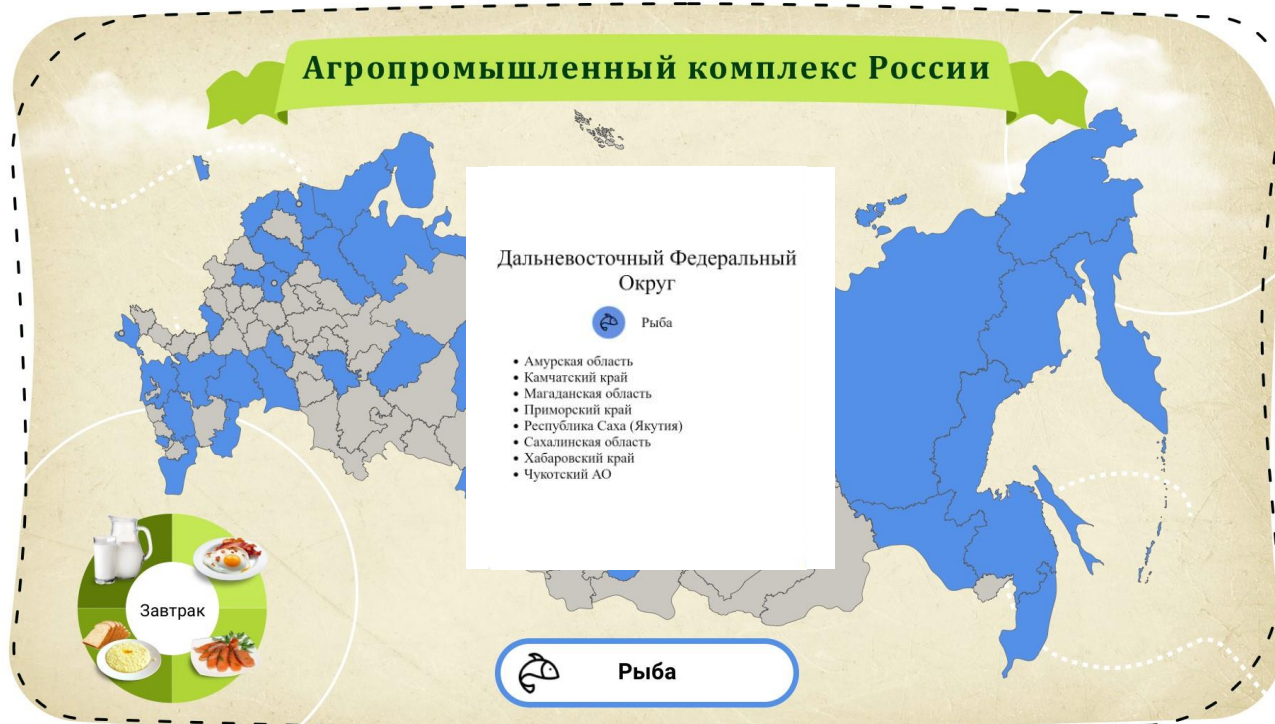 Агропромышленный комплекс России
Дальневосточный Федеральный
Округ
Рыба
• Амурская область
• Камчатский край
• Магаданская область
• Приморский край
• Республика Саха (Якутия)
• Сахалинская область
• Хабаровский край
• Чукотский АО
Завтрак
Рыба